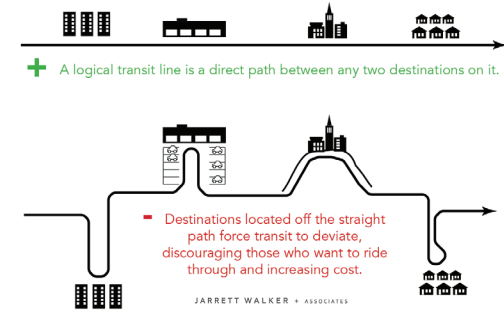 + A logical transit line is a direct path between any two destinations on it.
- Destinations located off the straight
path force transit to deviate,
discouraging those who want to ride
through and increasing cost.
JARRETT WALKER + ASSOCIATES